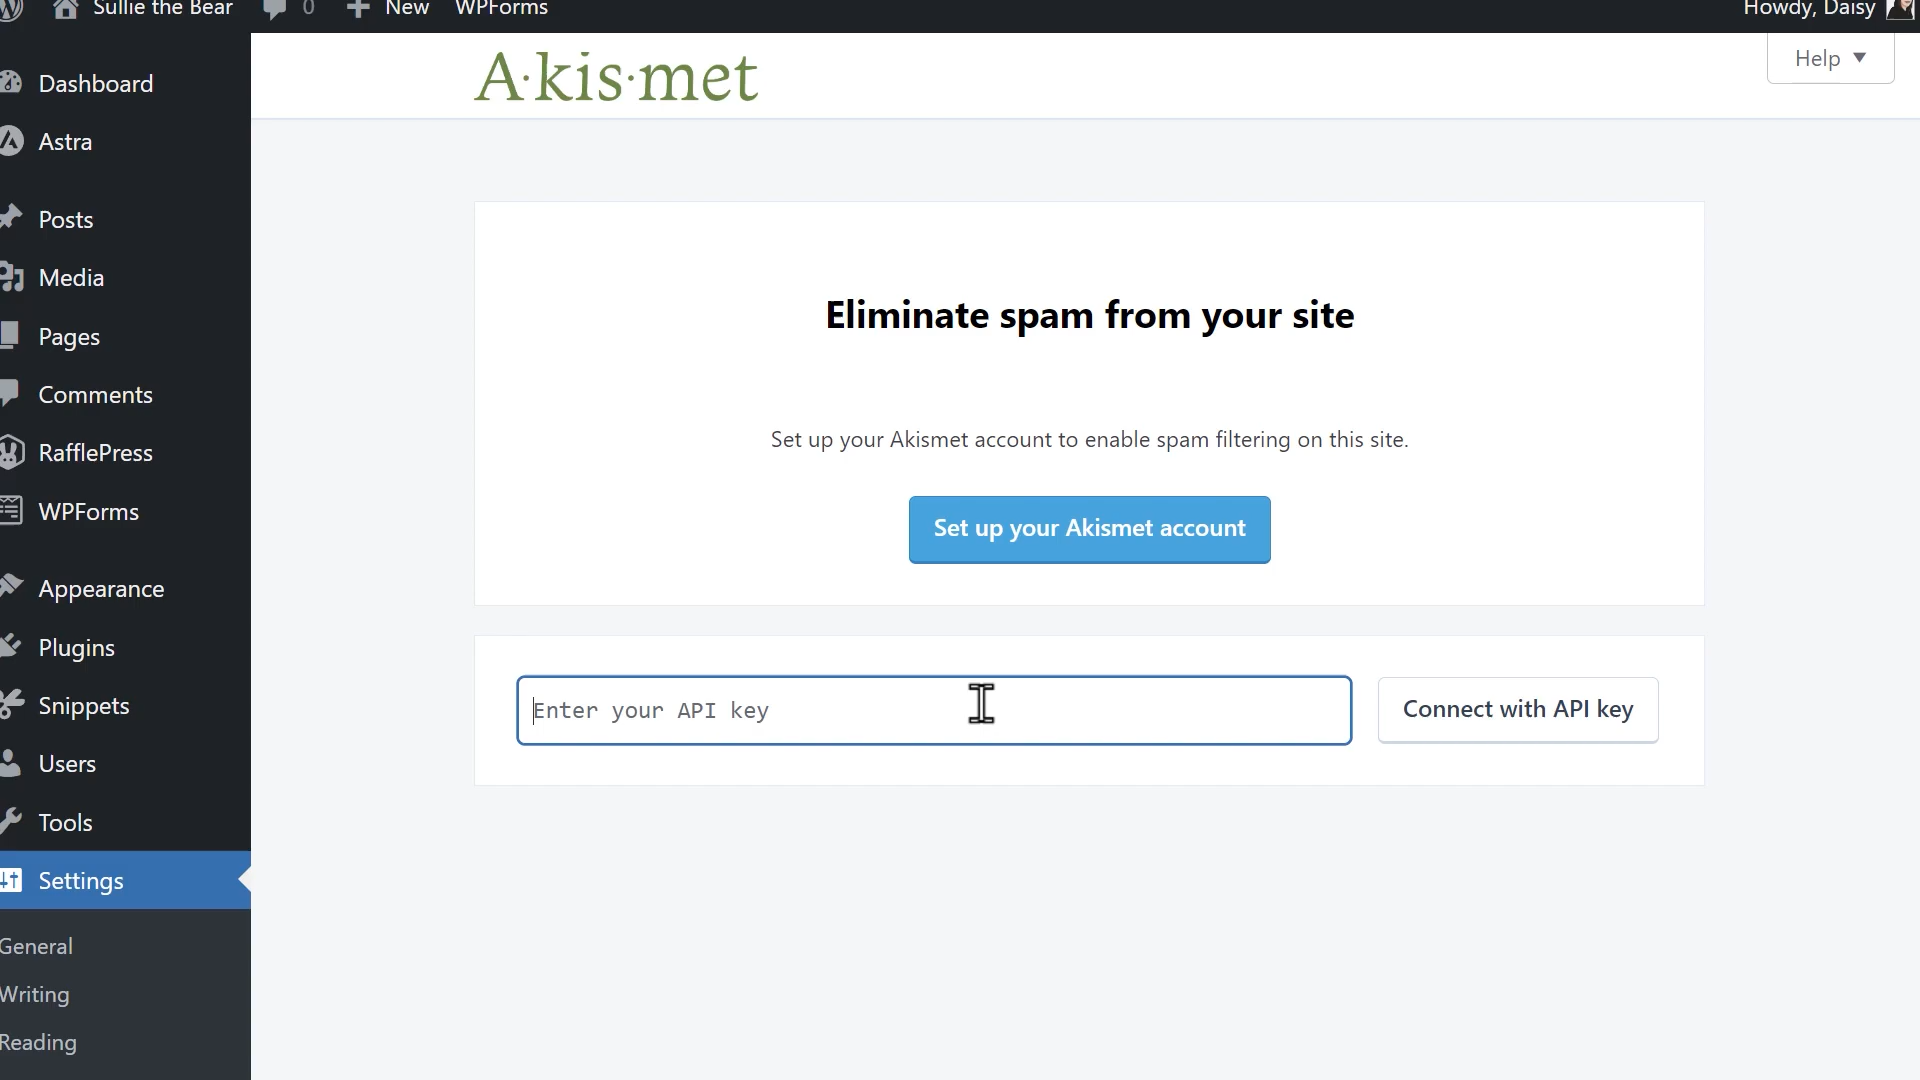 Sullie the Bear
0
New
WPForms
Howdy, Daisy
Dashboard
Astra
Posts
Media
Pages
Comments
RafflePress
WPForms
Appearance
Plugins
Snippets
Users
Tools
Settings
General
Writing
Reading
A·kis·met
Help
Eliminate spam from your site
Set up your Akismet account to enable spam filtering on this site.
Set up your Akismet account
Enter your API key
Connect with API key